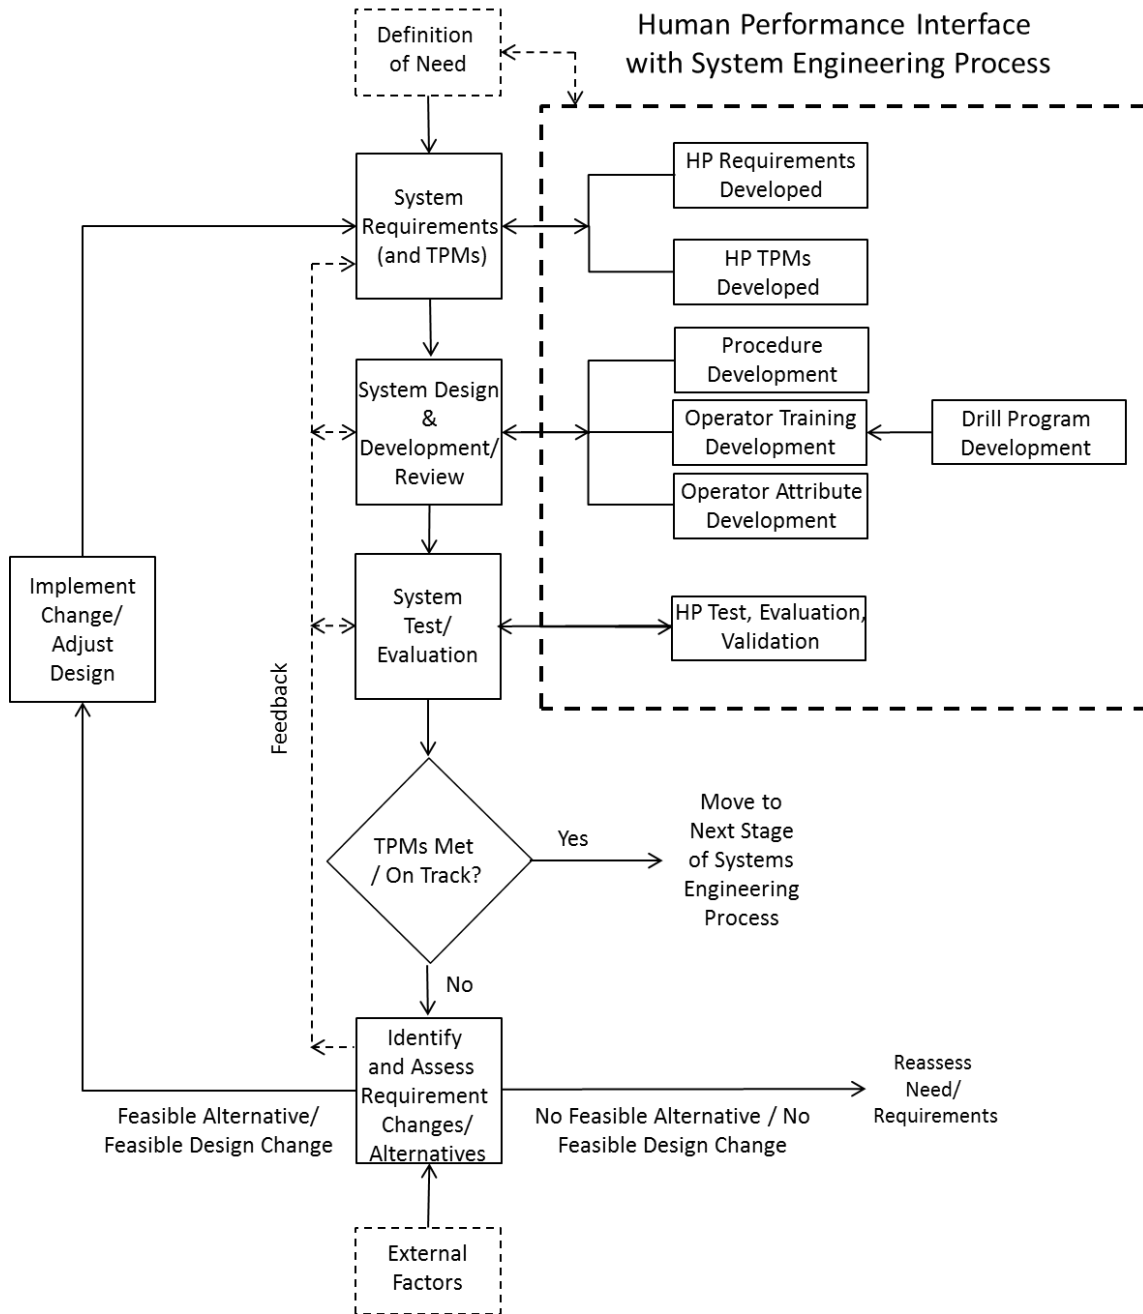 Human Performance Interface
with System Engineering Process
Definition
of Need
System
Requirements
(and TPMs)
HP Requirements
Developed
HP TPMs
Developed
System Design
&
Development/
Review
Procedure
Development
Operator Training
Development
Drill Program
Development
Operator Attribute
Development
Implement
Change/
Adjust
Design
System
Test/
Evaluation
HP Test, Evaluation,
Validation
Feedback
TPMs Met
/ On Track?
Yes
Move to
Next Stage
of Systems
Engineering
Process
No
Identify
and Assess
Requirement
Changes/
Alternatives
Feasible Alternative/
Feasible Design Change
No Feasible Alternative / No
Feasible Design Change
Reassess
Need/
Requirements
External
Factors